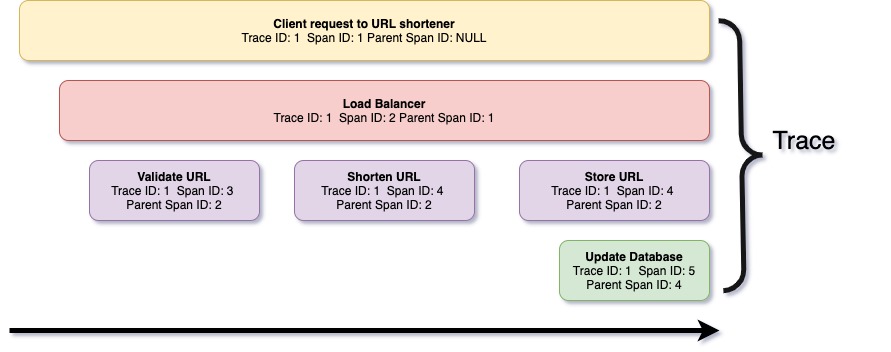 Client request to URL shortener
Trace ID: 1 Span ID: 1 Parent Span ID: NULL
Load Balancer
Trace ID: 1 Span ID: 2 Parent Span ID: 1
Trace
Validate URL
Trace ID: 1 Span ID: 3
Parent Span ID: 2
Shorten URL
Trace ID: 1 Span ID: 4
Parent Span ID: 2
Store URL
Trace ID: 1 Span ID: 4
Parent Span ID: 2
Update Database
Trace ID: 1 Span ID: 5
Parent Span ID: 4